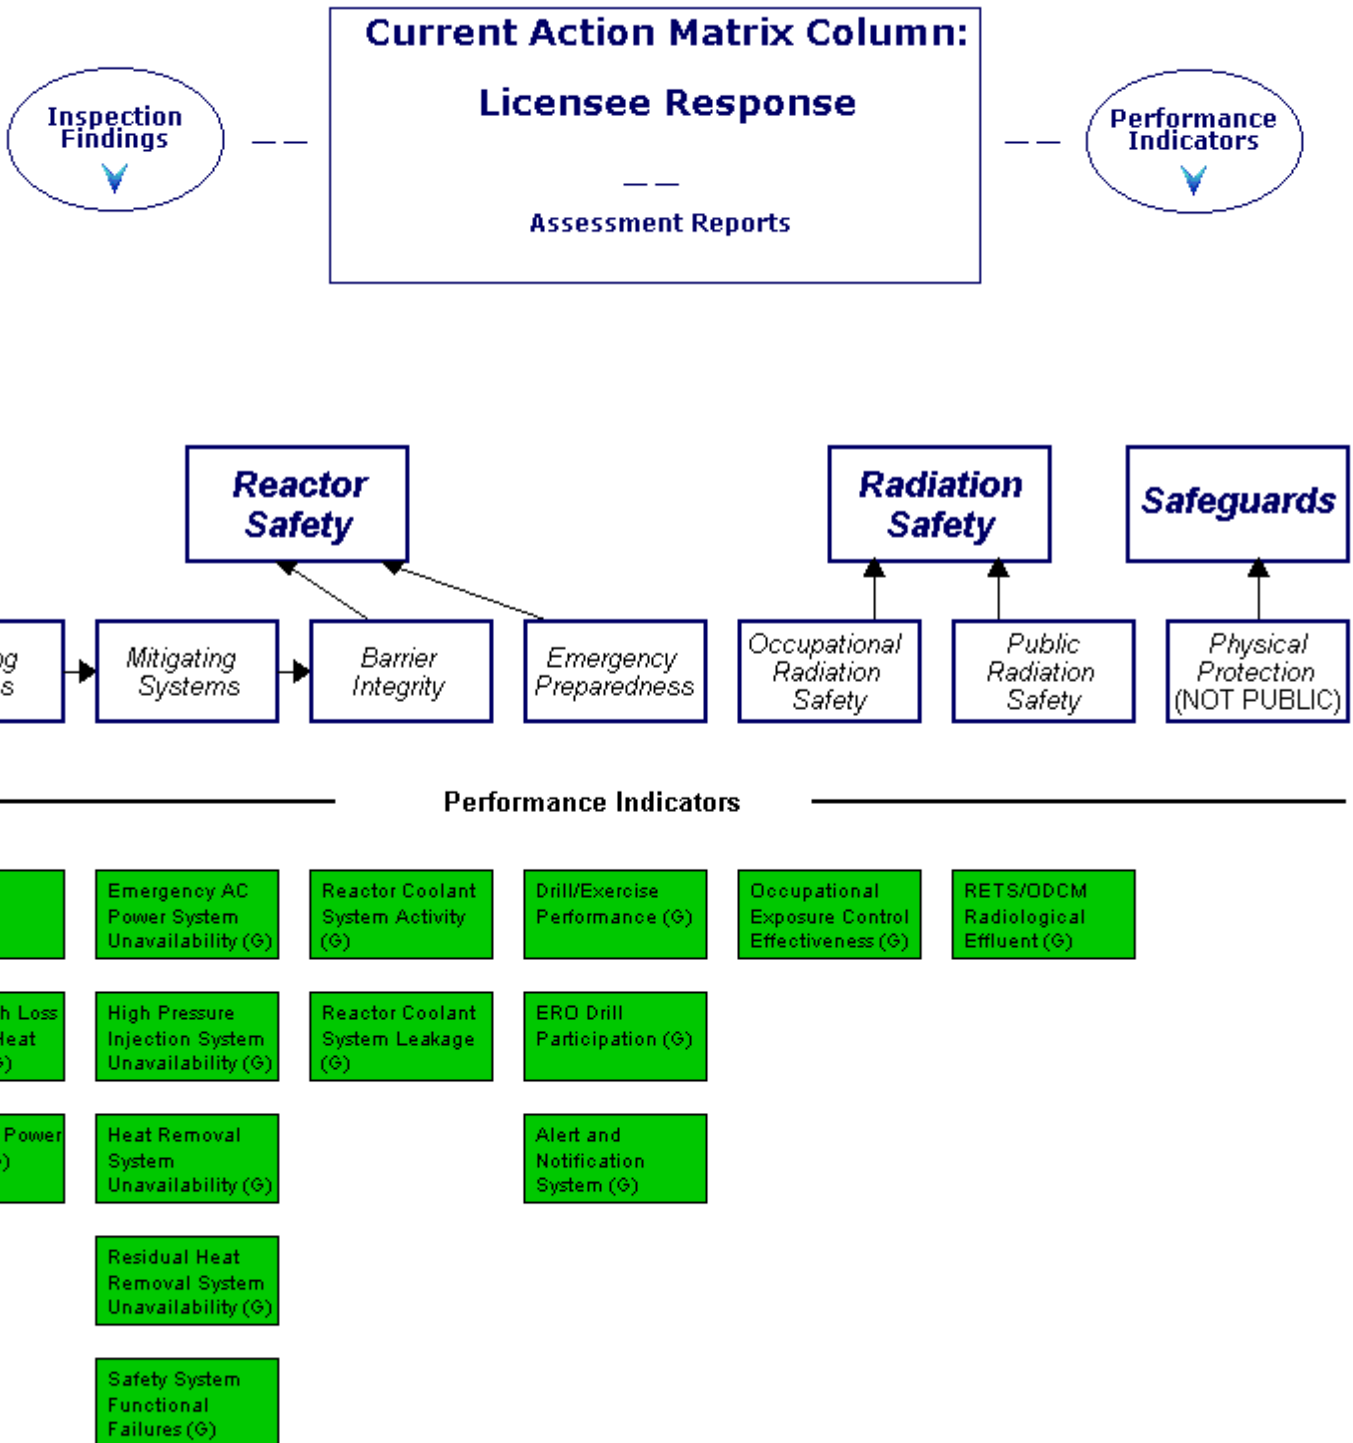 Current Action Matrix Column:
Licensee Response
Inspection
Findings
— —
— —
Performance
Indicators
— —
Assessment Reports
Reactor
Safety
Radiation
Safety
Safeguards
Mitigating
Systems
Barrier
Integrity
Emergency
Preparedness
Occupational
Radiation
Safety
Public
Radiation
Safety
Physical
Protection
(NOT PUBLIC)
Performance Indicators
Emergency AC
Power System
Unavailability (G)
Reactor Coolant
System Activity
(G)
Drill/Exercise
Performance (G)
Occupational
Exposure Control
Effectiveness (G)
RETS/ODCM
Radiological
Effluent (G)
Loss
Heat
High Pressure
Injection System
Unavailability (G)
Reactor Coolant
System Leakage
(G)
ERO Drill
Participation (G)
Power
Heat Removal
System
Unavailability (G)
Alert and
Notification
System (G)
Residual Heat
Removal System
Unavailability (G)
Safety System
Functional
Failures (G)